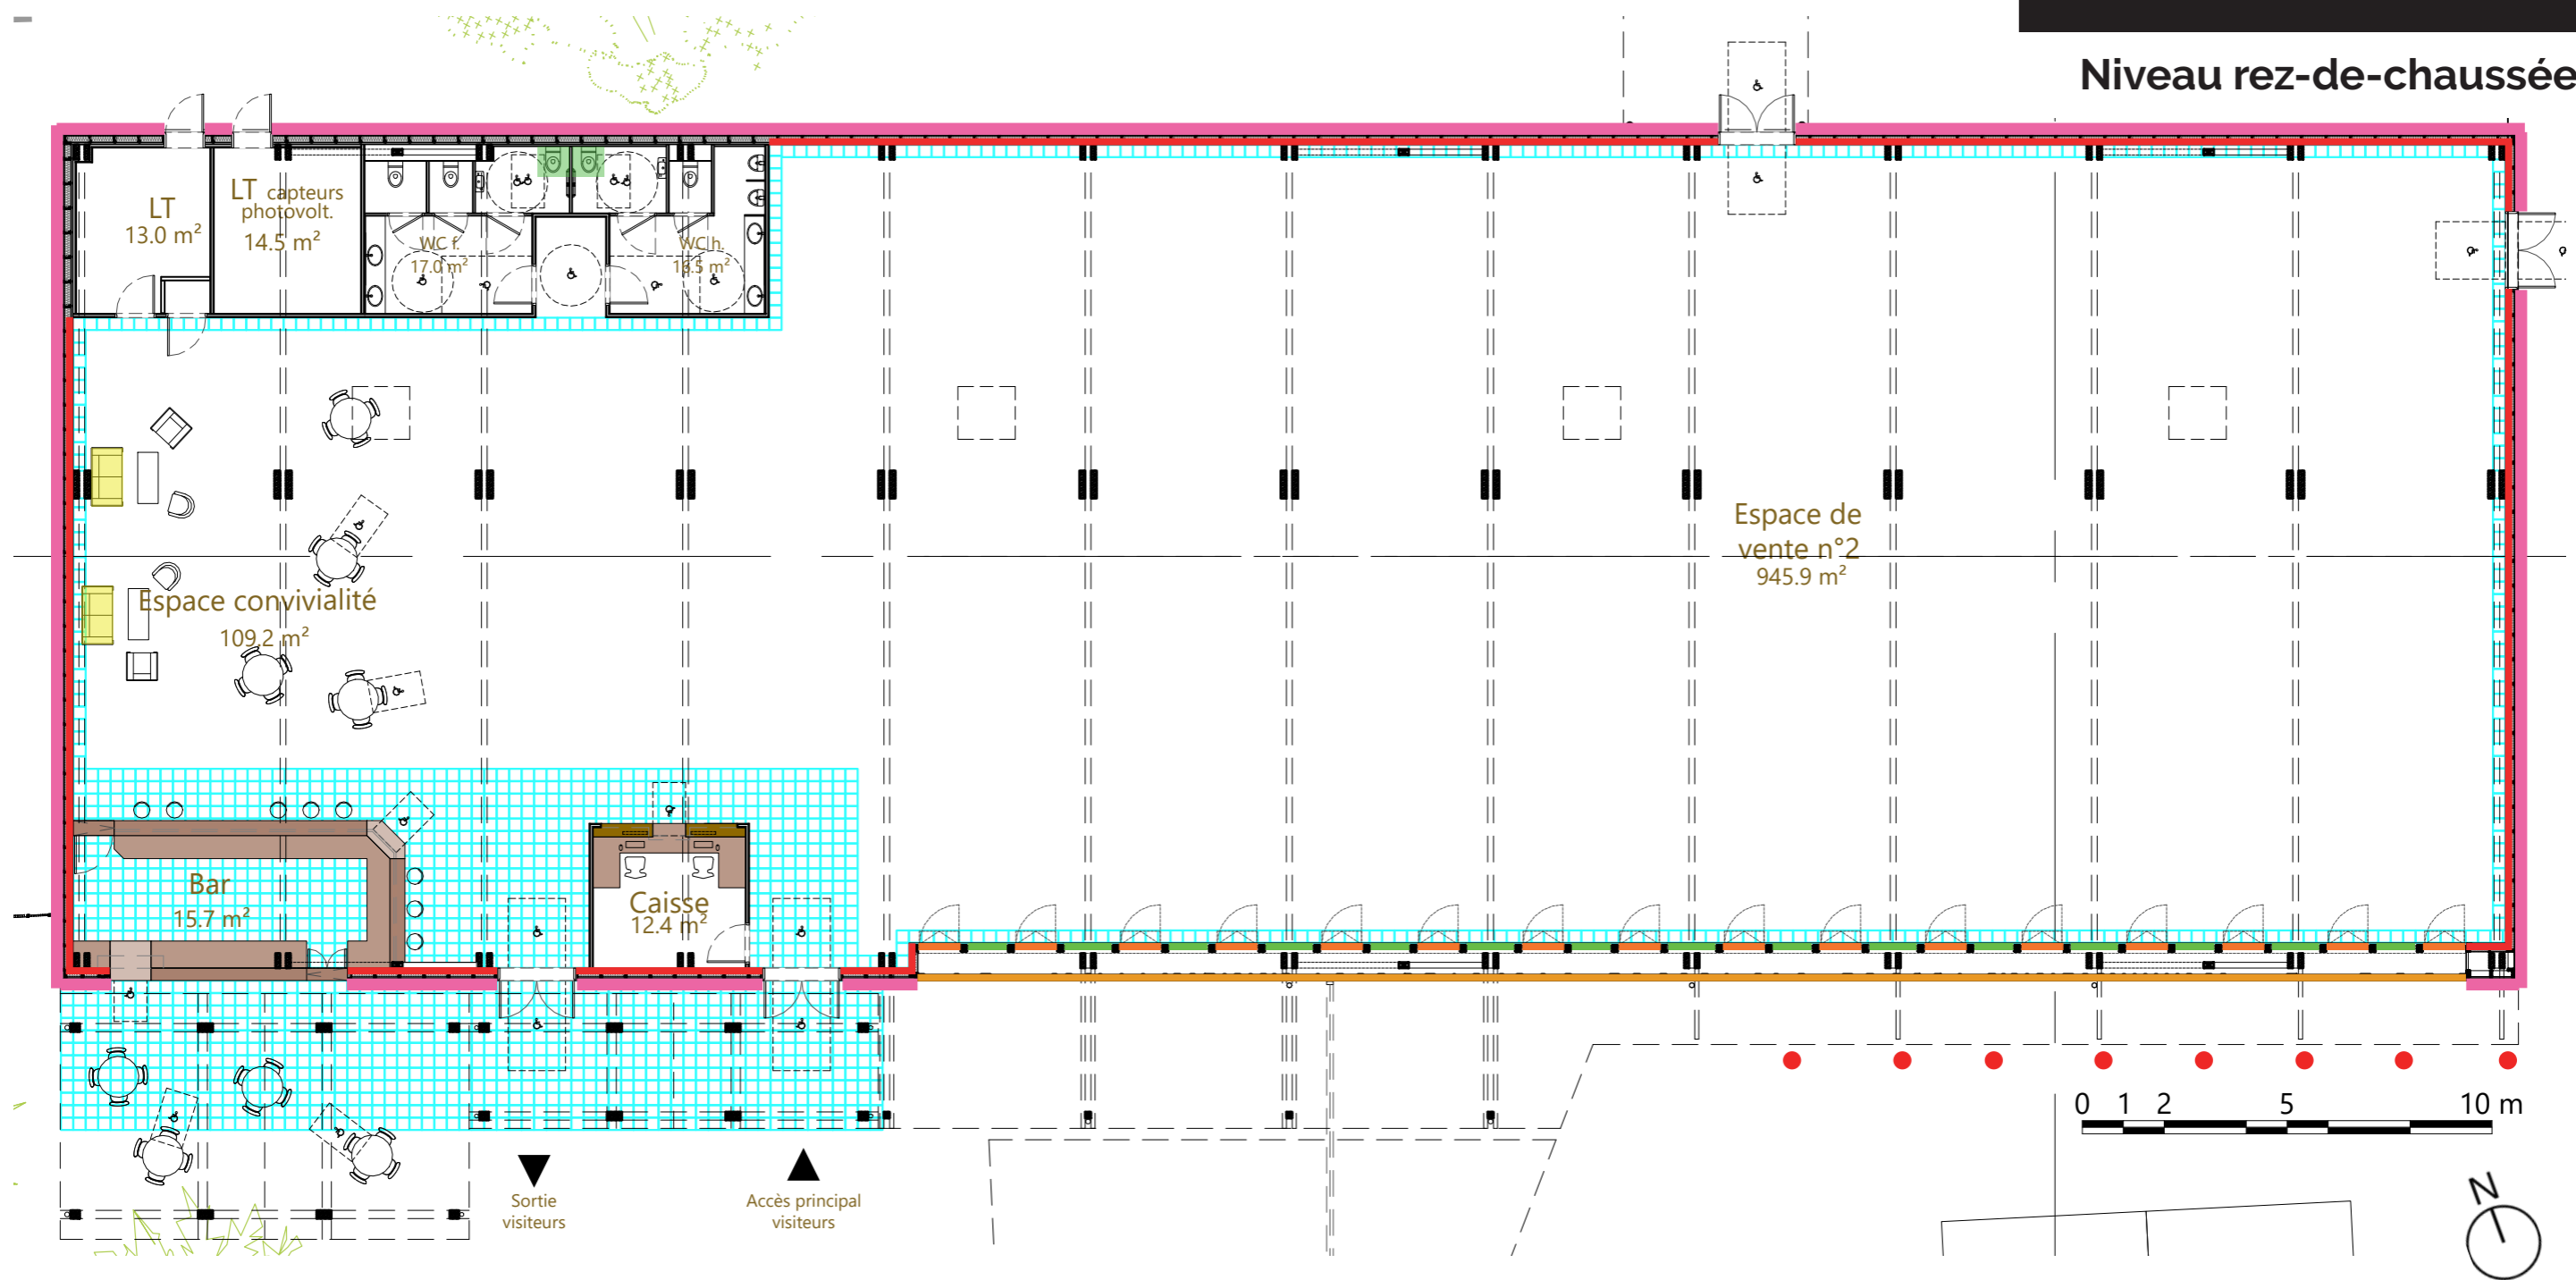 Niveau rez-de-chaussée
LT
13.0 m²
LT capteurs
photovolt.
14.5 m²
WC f.
17.0 m²
WC h.
16.5 m²
Espace de
vente n°2
945.9 m²
Espace convivialité
109.2 m²
Bar
15.7 m²
Caisse
12.4 m²
0 1 2 5 10 m
Sortie
visiteurs
Accès principal
visiteurs
N